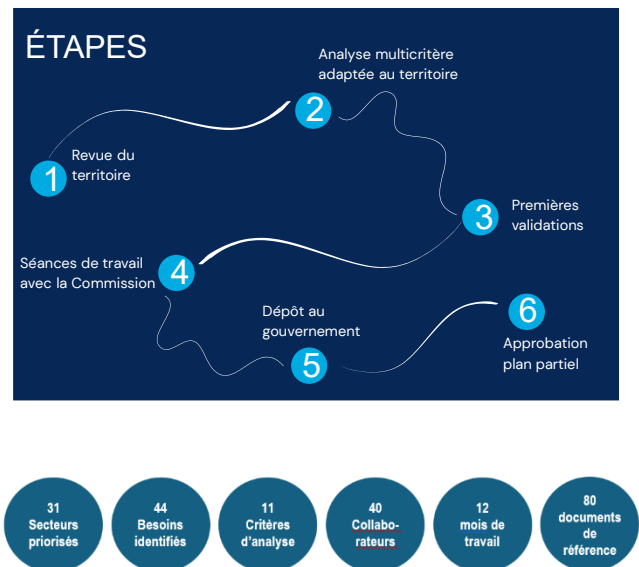 ÉTAPES
1
Revue du
territoire
2
Analyse multicritère
adaptée au territoire
3
Premières
validations
4
Séances de travail
avec la Commission
5
Dépôt au
gouvernement
6
Approbation
plan partiel
31
Secteurs
priorisés
44
Besoins
identifiés
11
Critères
d'analyse
40
Collabo-
rateurs
12
mois de
travail
80
documents
de
référence